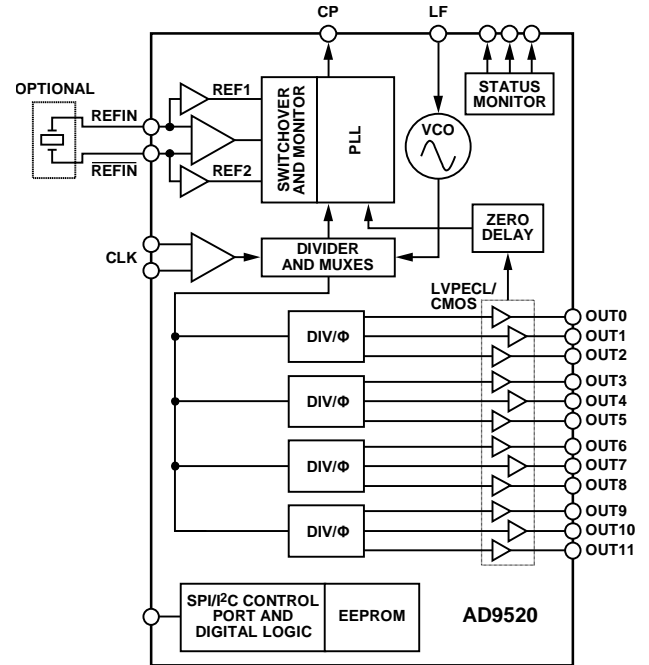 CP
LF
OPTIONAL
REFIN
REFIN
REF1
REF2
SWITCHOVER
AND MONITOR
PLL
VCO
STATUS
MONITOR
ZERO
DELAY
CLK
DIVIDER
AND MUXES
LVPECL/
CMOS
DIV/Φ
OUT0
OUT1
OUT2
DIV/Φ
OUT3
OUT4
OUT5
DIV/Φ
OUT6
OUT7
OUT8
DIV/Φ
OUT9
OUT10
OUT11
SPI/I²C CONTROL
PORT AND
DIGITAL LOGIC
EEPROM
AD9520